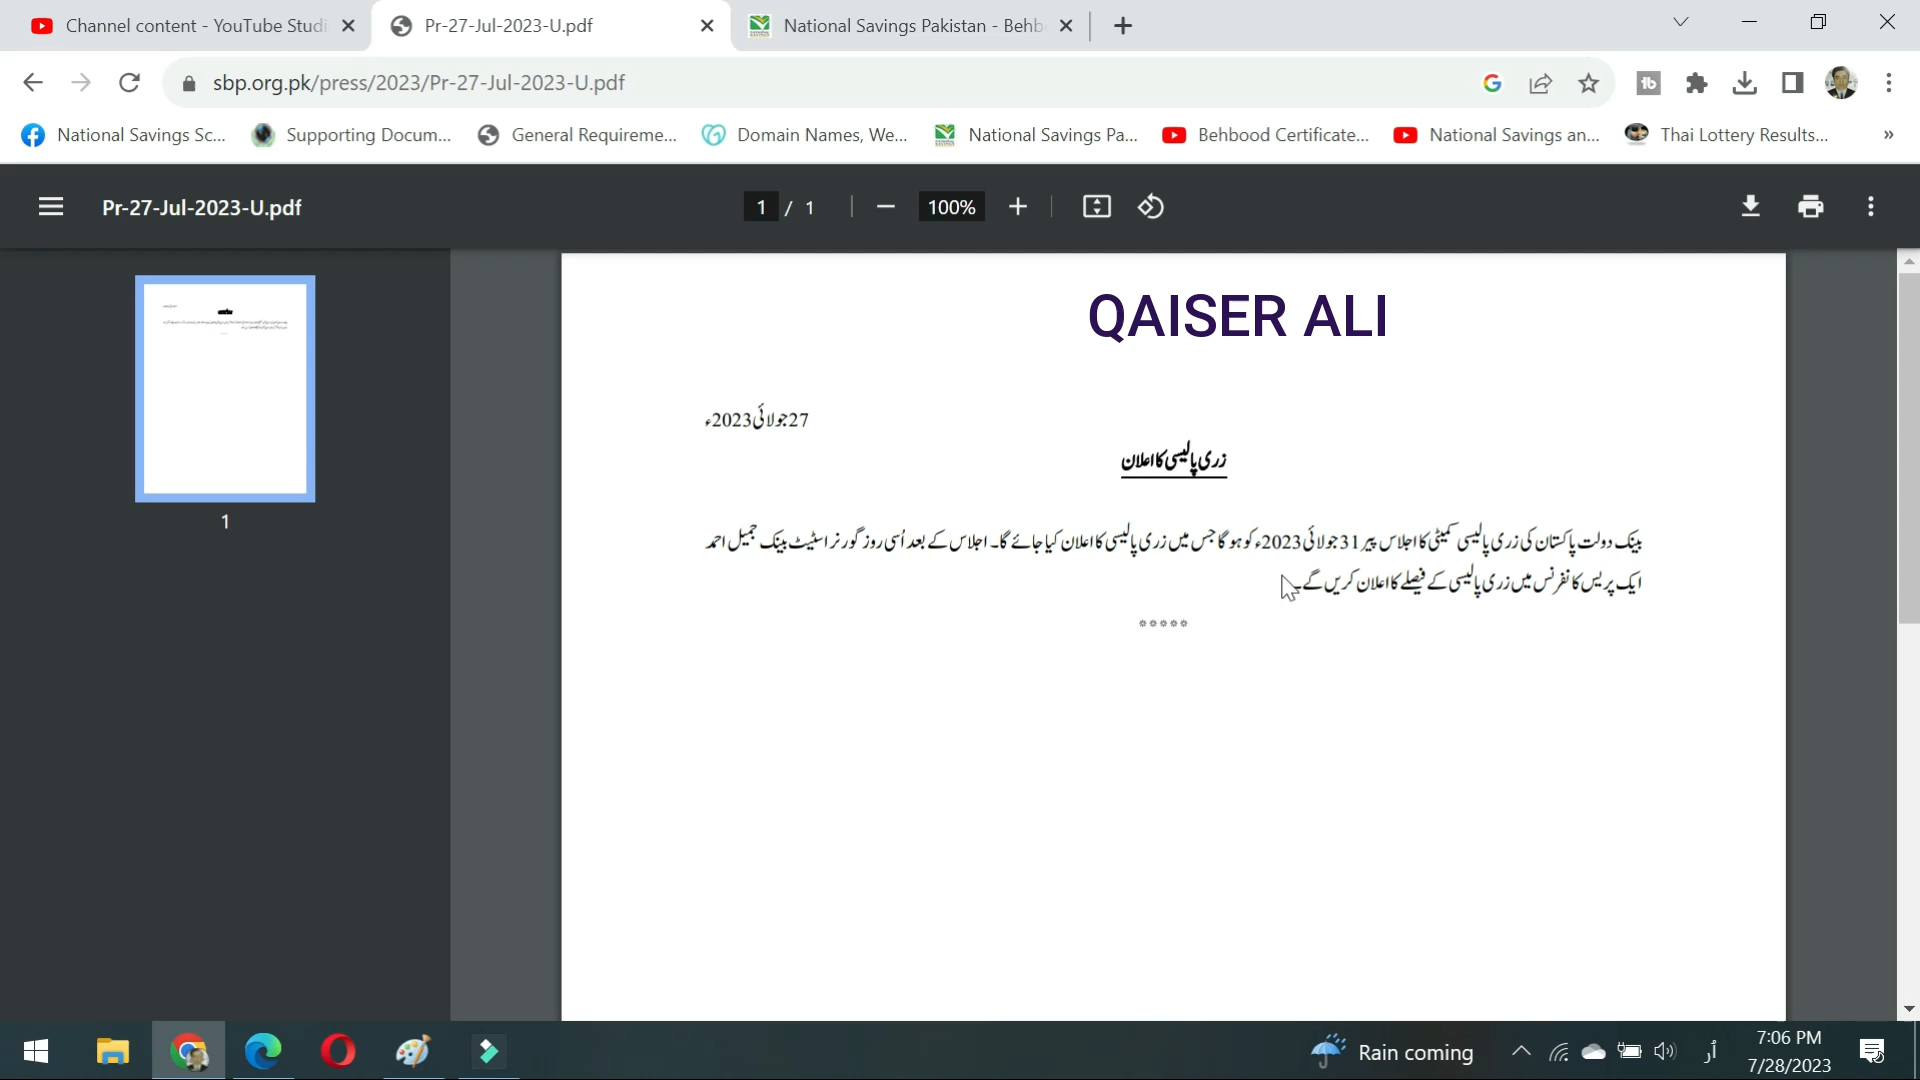 Channel content - YouTube Studi
Pr-27-Jul-2023-U.pdf
National Savings Pakistan - Behb
sbp.org.pk/press/2023/Pr-27-Jul-2023-U.pdf
National Savings Sc...
Supporting Docum...
General Requireme...
Domain Names, We...
National Savings Pa...
Behbood Certificate...
National Savings an...
Thai Lottery Results...
»
Pr-27-Jul-2023-U.pdf
1 / 1
100%
1
QAISER ALI
27جولائی2023ء
زری پالیسی کا اعلان
بینک دولت پاکستان کی زری پالیسی کمیٹی کا اجلاس پیر 31 جولائی 2023ء کو ہو گا جس میں زری پالیسی کا اعلان کیا جائے گا۔ اجلاس کے بعد اُسی روز گورنر اسٹیٹ بینک جمیل احمد
ایک پریس کانفرنس میں زری پالیسی کے فیصلے کا اعلان کریں گے۔
*****
Rain coming
7:06 PM
7/28/2023